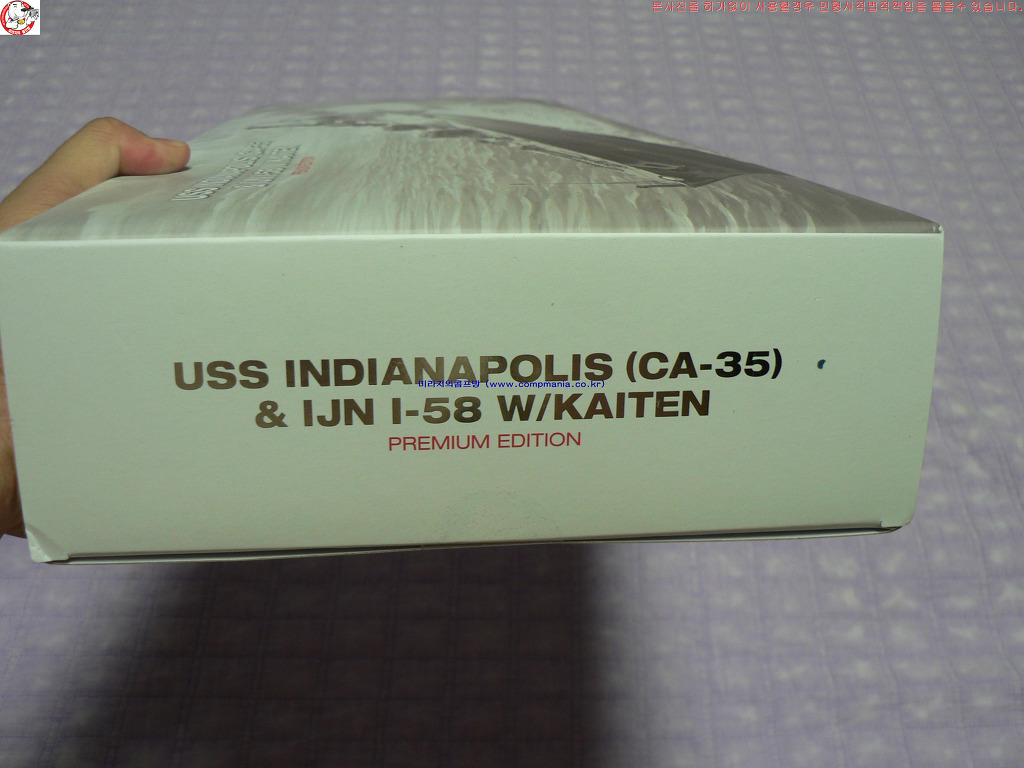 본사진을 허가없이 사용할경우 민형사적법적책임을 물을수 있습니다.
USS INDIANAPOLIS (CA-35)
미라지의콤프방 (www.compmania.co.kr)
& IJN I-58 W/KAITEN
PREMIUM EDITION